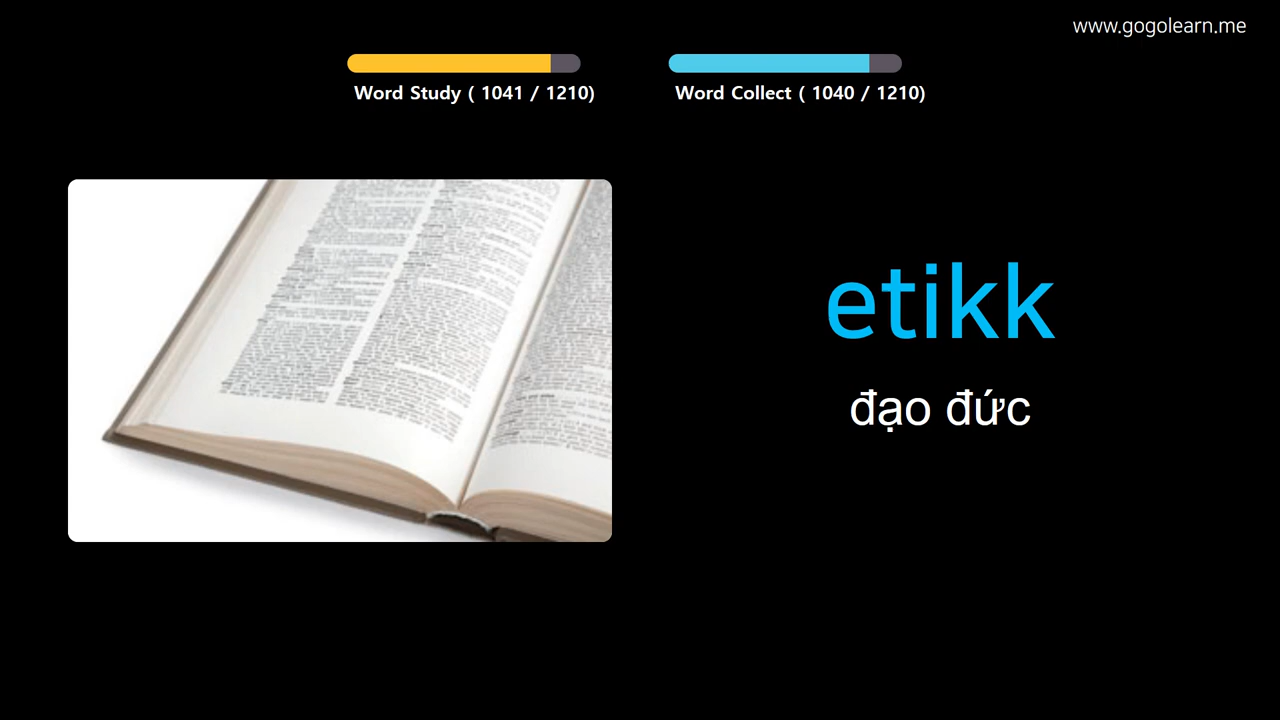 www.gogolearn.me
Word Study ( 1041 / 1210)
Word Collect ( 1040 / 1210)
etikk
đạo đức